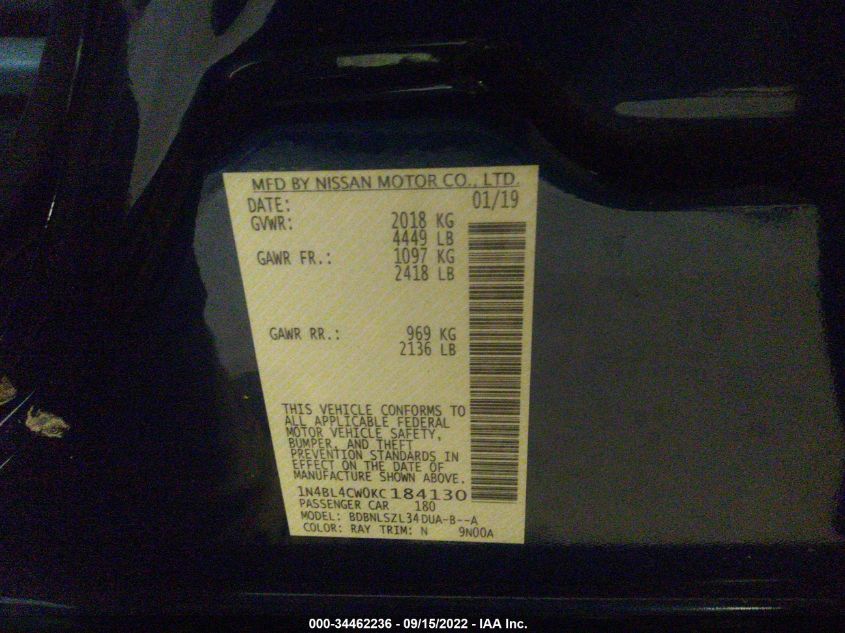 MFD BY NISSAN MOTOR CO., LTD.
DATE: 01/19
GVWR: 2018 KG
4449 LB
GAWR FR.: 1097 KG
2418 LB
GAWR RR.: 969 KG
2136 LB
THIS VEHICLE CONFORMS TO
ALL APPLICABLE FEDERAL
MOTOR VEHICLE SAFETY,
BUMPER, AND THEFT
PREVENTION STANDARDS IN
EFFECT ON THE DATE OF
MANUFACTURE SHOWN ABOVE.
1N4BL4CW0KC184130
PASSENGER CAR 180
MODEL: BDBNLSZL34DUA-B--A
COLOR: RAY TRIM: N 9N00A
000-34462236 - 09/15/2022 - IAA Inc.